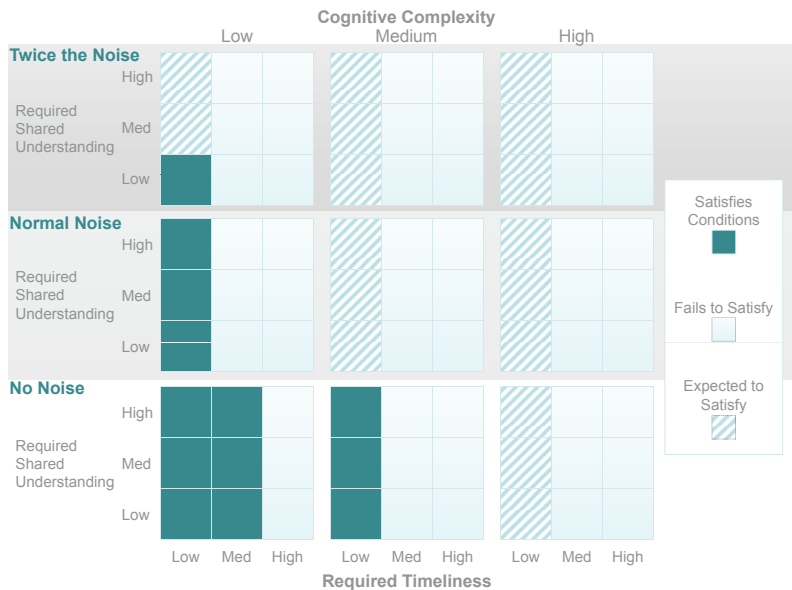 Cognitive Complexity
Low Medium High
Twice the Noise
High
Required
Shared
Understanding
Med
Low
Normal Noise
High
Required
Shared
Understanding
Med
Low
No Noise
High
Required
Shared
Understanding
Med
Low
Low Med High Low Med High Low Med High
Required Timeliness
Satisfies
Conditions
Fails to Satisfy
Expected to
Satisfy